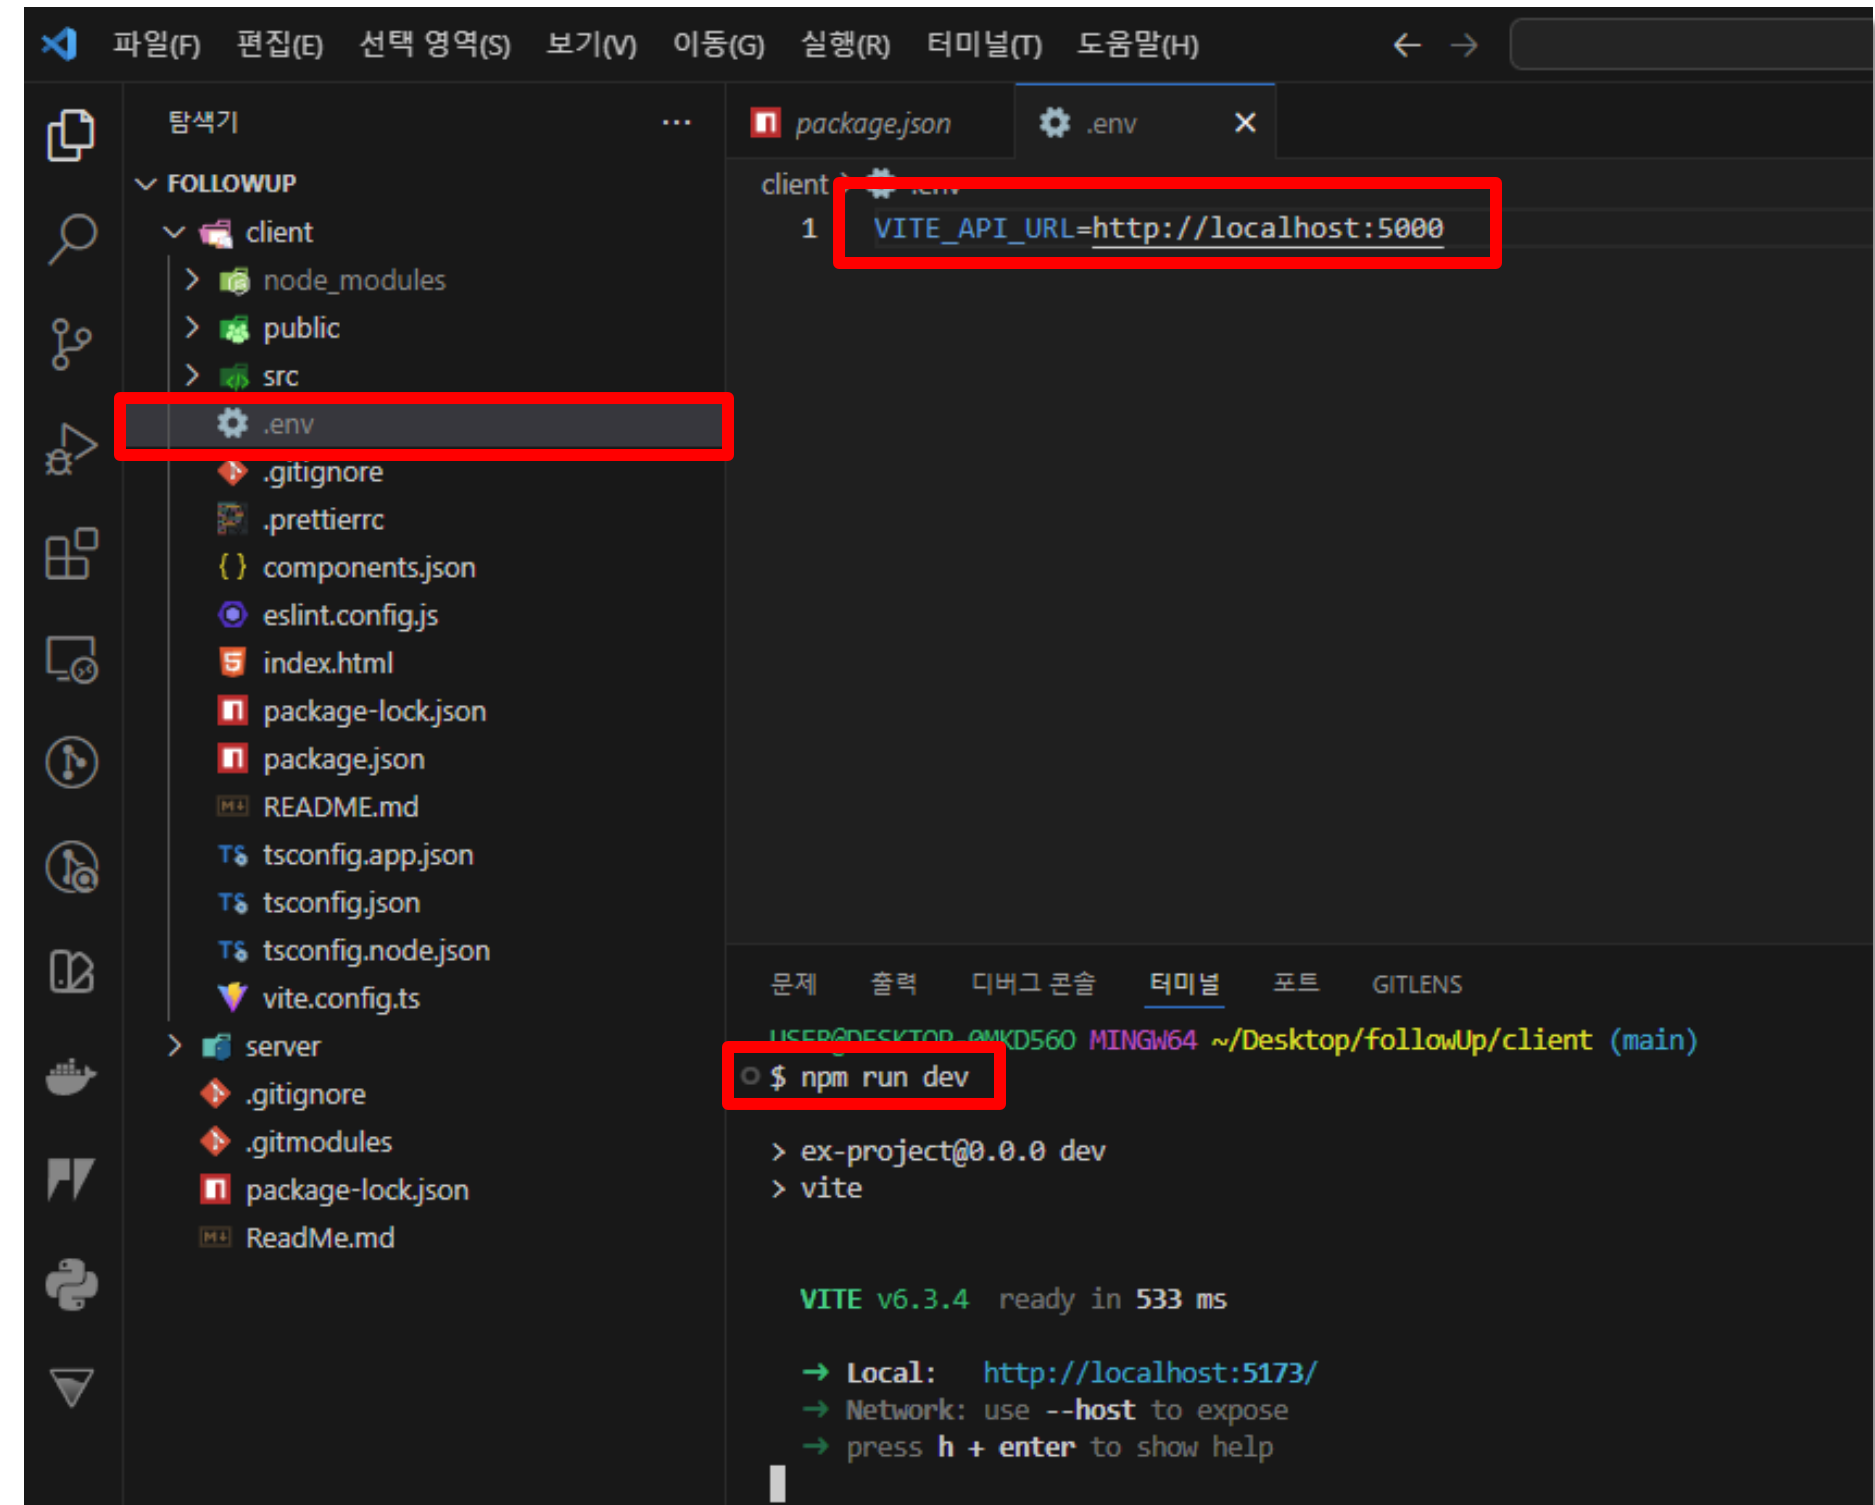 파일(F) 편집(E) 선택 영역(S) 보기(V) 이동(G) 실행(R) 터미널(T) 도움말(H)
탐색기
FOLLOWUP
client
node_modules
public
src
.env
.gitignore
.prettierrc
components.json
eslint.config.js
index.html
package-lock.json
package.json
README.md
tsconfig.app.json
tsconfig.json
tsconfig.node.json
vite.config.ts
server
.gitignore
.gitmodules
package-lock.json
ReadMe.md
package.json .env
client > .env
1 VITE_API_URL=http://localhost:5000
문제 출력 디버그 콘솔 터미널 포트 GITLENS
USER@DESKTOP-0MKD56O MINGW64 ~/Desktop/followUp/client (main)
$ npm run dev
> ex-project@0.0.0 dev
> vite
VITE v6.3.4 ready in 533 ms
➜ Local: http://localhost:5173/
➜ Network: use --host to expose
➜ press h + enter to show help